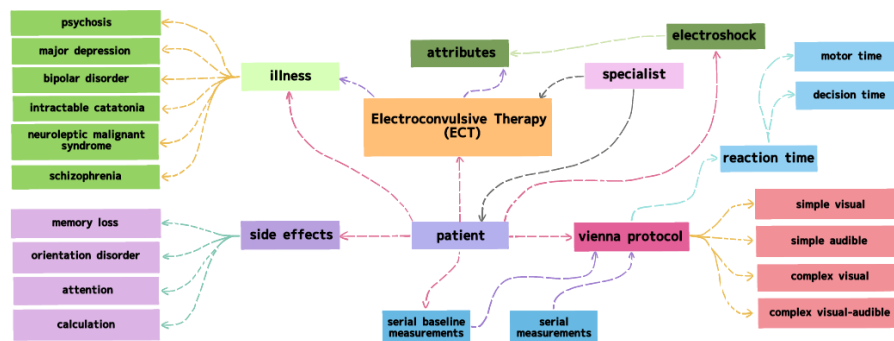 psychosis
major depression
bipolar disorder
intractable catatonia
neuroleptic malignant
syndrome
schizophrenia
illness
attributes
electroshock
specialist
Electroconvulsive Therapy
(ECT)
motor time
decision time
reaction time
memory loss
orientation disorder
attention
calculation
side effects
patient
vienna protocol
simple visual
simple audible
complex visual
complex visual-audible
serial baseline
measurements
serial
measurements